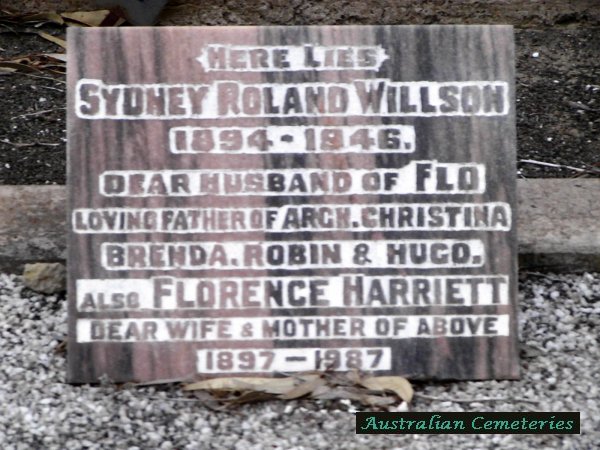 HERE LIES
SYDNEY ROLAND WILLSON
1894-1946.
DEAR HUSBAND OF FLO
LOVING FATHER OF ARCH. CHRISTINA
BRENDA. ROBIN & HUGO.
ALSO FLORENCE HARRIETT
DEAR WIFE & MOTHER OF ABOVE
1897-1987
Australian Cemeteries